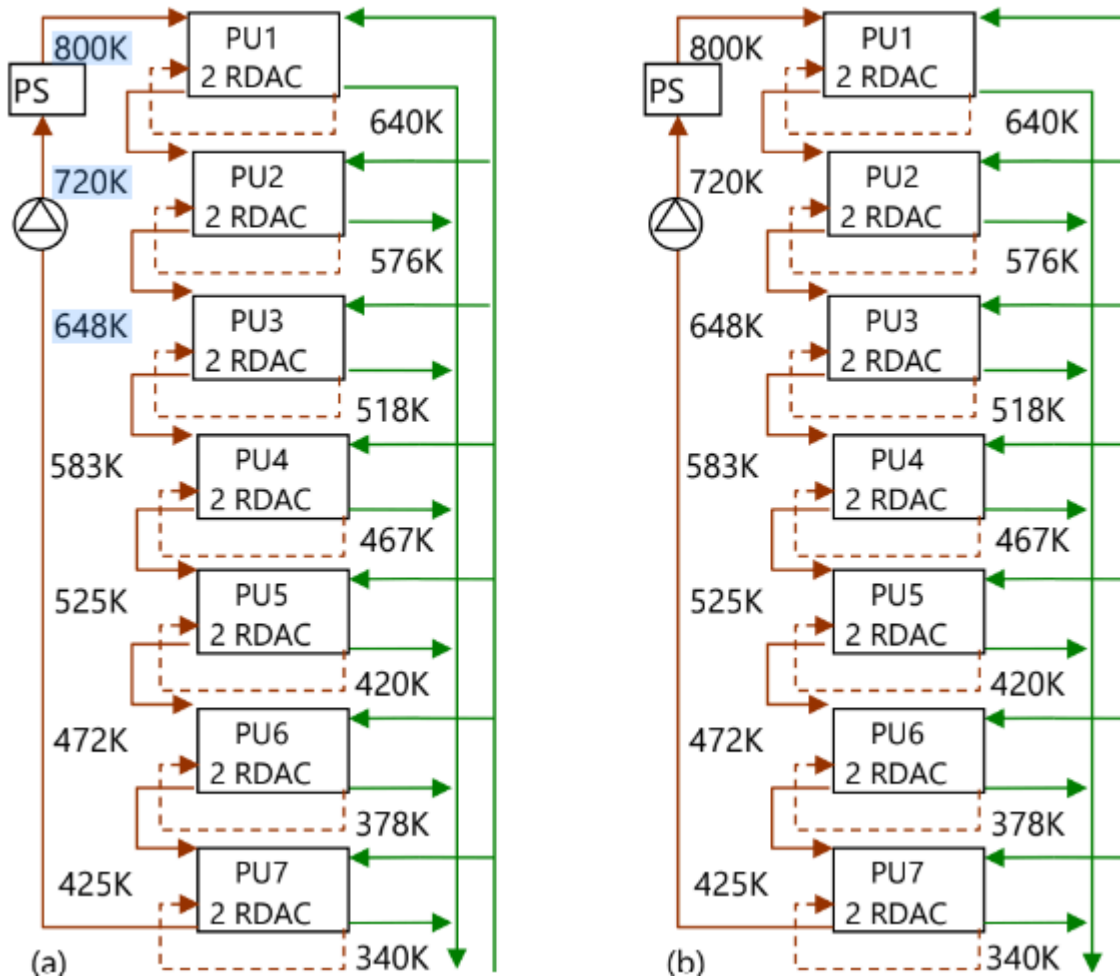 800K
PS
PU1
2 RDAC
640K
720K
PU2
2 RDAC
576K
648K
PU3
2 RDAC
518K
583K
PU4
2 RDAC
467K
525K
PU5
2 RDAC
420K
472K
PU6
2 RDAC
378K
425K
PU7
2 RDAC
340K
(a)
800K
PS
PU1
2 RDAC
640K
720K
PU2
2 RDAC
576K
648K
PU3
2 RDAC
518K
583K
PU4
2 RDAC
467K
525K
PU5
2 RDAC
420K
472K
PU6
2 RDAC
378K
425K
PU7
2 RDAC
340K
(b)